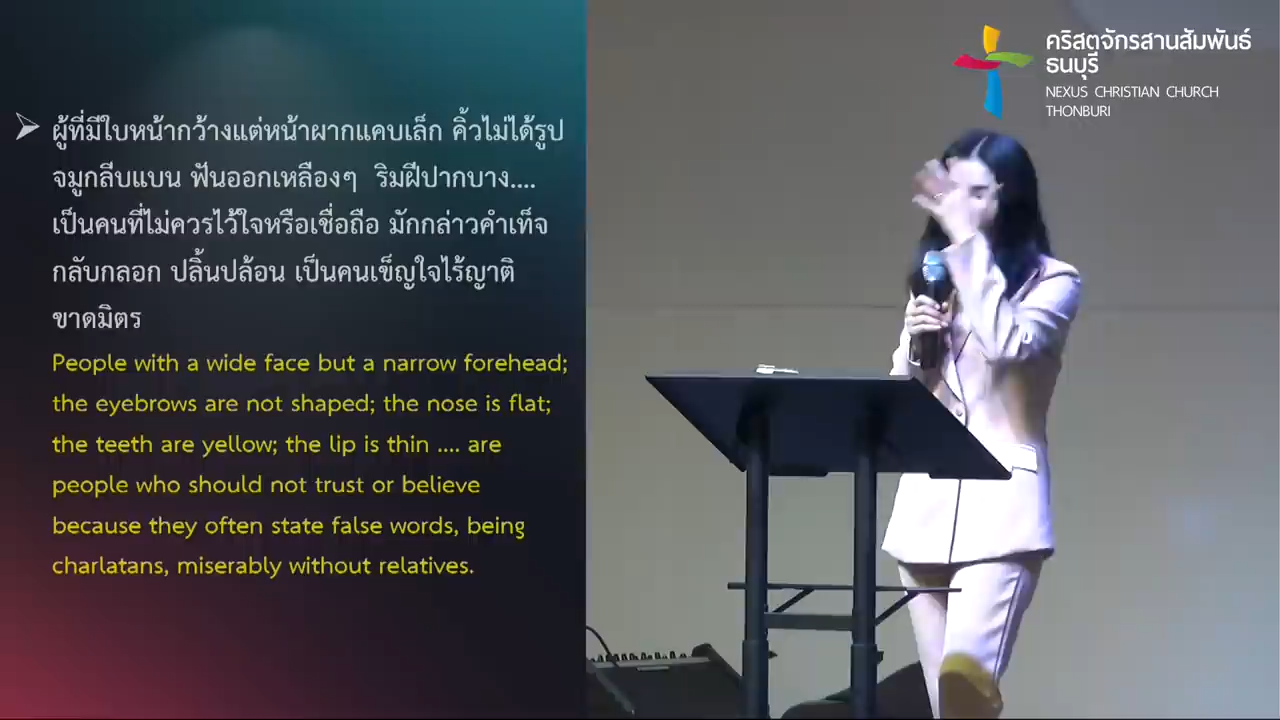 ผู้ที่มีใบหน้ากว้างแต่หน้าผากแคบเล็ก คิ้วไม่ได้รูป
จมูกลีบแบน ฟันออกเหลืองๆ ริมฝีปากบาง....
เป็นคนที่ไม่ควรไว้ใจหรือเชื่อถือ มักกล่าวคำเท็จ
กลับกลอก ปลิ้นปล้อน เป็นคนเข็ญใจไร้ญาติ
ขาดมิตร
People with a wide face but a narrow forehead;
the eyebrows are not shaped; the nose is flat;
the teeth are yellow; the lip is thin .... are
people who should not trust or believe
because they often state false words, being
charlatans, miserably without relatives.
คริสตจักรสานสัมพันธ์
ธนบุรี
NEXUS CHRISTIAN CHURCH
THONBURI